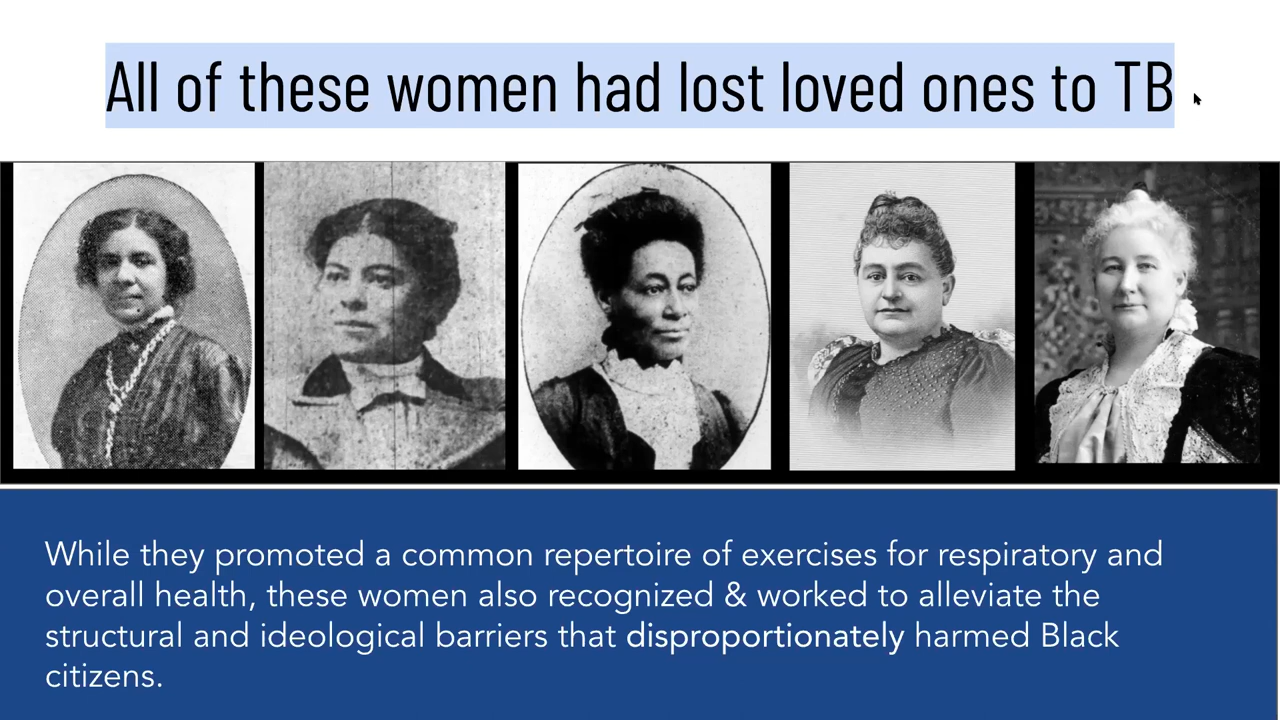 All of these women had lost loved ones to TB
While they promoted a common repertoire of exercises for respiratory and
overall health, these women also recognized & worked to alleviate the
structural and ideological barriers that disproportionately harmed Black
citizens.